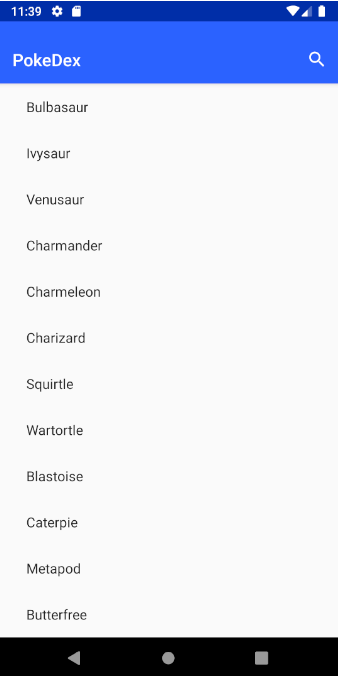 11:39
PokeDex
Bulbasaur
Ivysaur
Venusaur
Charmander
Charmeleon
Charizard
Squirtle
Wartortle
Blastoise
Caterpie
Metapod
Butterfree